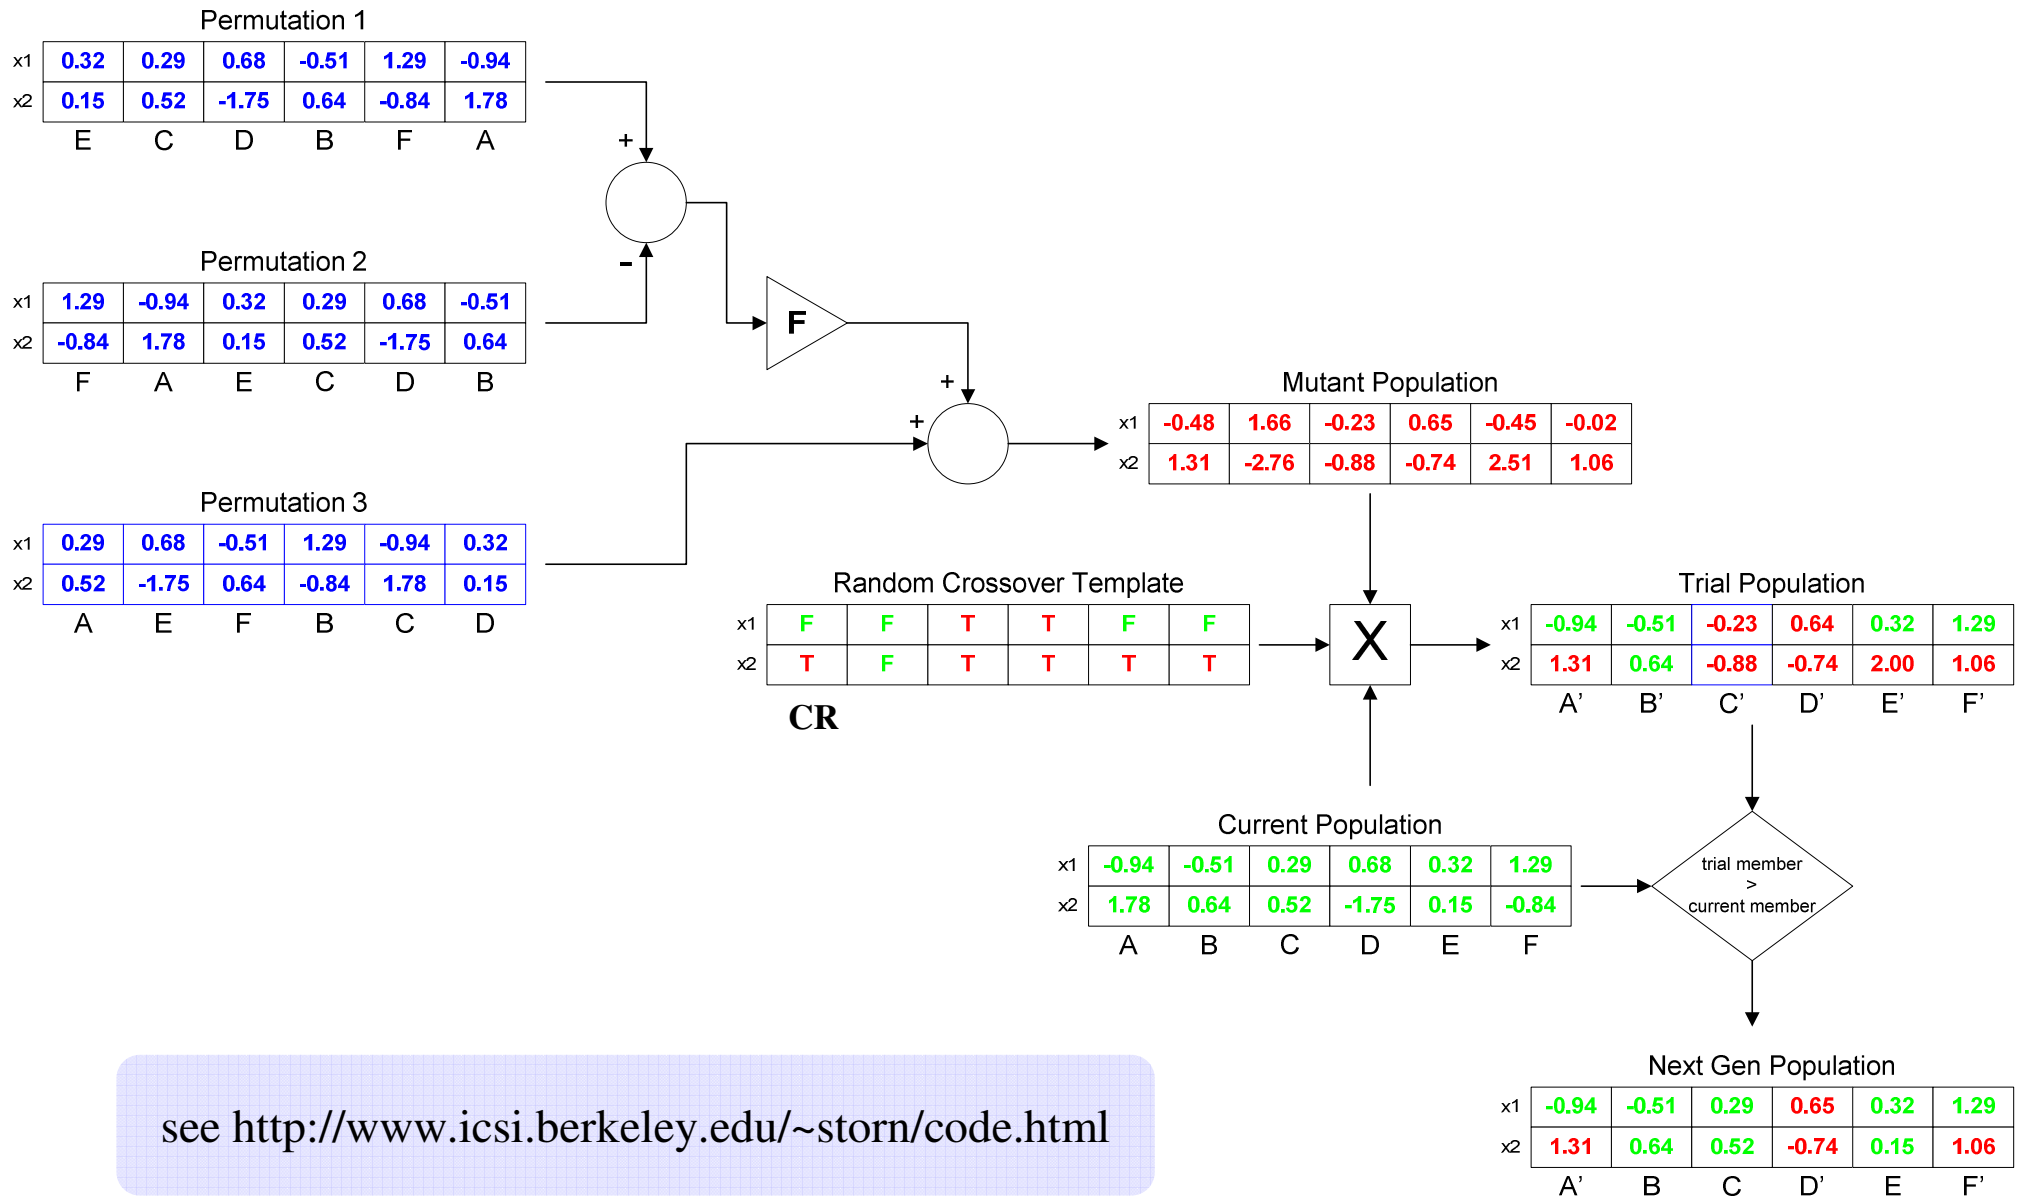 Permutation 1
x1 0.32 0.29 0.68 -0.51 1.29 -0.94
x2 0.15 0.52 -1.75 0.64 -0.84 1.78
E C D B F A
+
-
Permutation 2
x1 1.29 -0.94 0.32 0.29 0.68 -0.51
x2 -0.84 1.78 0.15 0.52 -1.75 0.64
F A E C D B
F
+
+
Permutation 3
x1 0.29 0.68 -0.51 1.29 -0.94 0.32
x2 0.52 -1.75 0.64 -0.84 1.78 0.15
A E F B C D
Mutant Population
x1 -0.48 1.66 -0.23 0.65 -0.45 -0.02
x2 1.31 -2.76 -0.88 -0.74 2.51 1.06
Random Crossover Template
x1 F F T T F F
x2 T F T T T T
CR
X
Trial Population
x1 -0.94 -0.51 -0.23 0.64 0.32 1.29
x2 1.31 0.64 -0.88 -0.74 2.00 1.06
A’ B’ C’ D’ E’ F’
Current Population
x1 -0.94 -0.51 0.29 0.68 0.32 1.29
x2 1.78 0.64 0.52 -1.75 0.15 -0.84
A B C D E F
trial member
>
current member
Next Gen Population
x1 -0.94 -0.51 0.29 0.65 0.32 1.29
x2 1.31 0.64 0.52 -0.74 0.15 1.06
A’ B C D’ E F’
see http://www.icsi.berkeley.edu/~storn/code.html